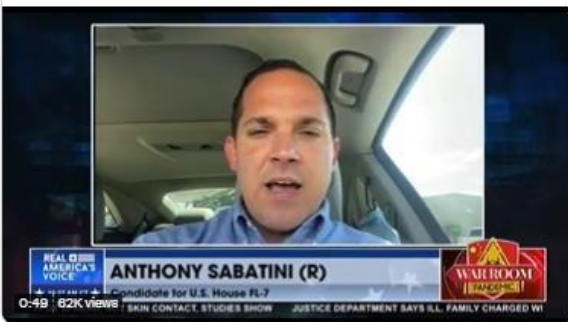 REAL
AMERICA'S
VOICE
ANTHONY SABATINI (R)
Candidate for U.S. House FL-7
WAR ROOM
PANDEMIC
0:49
62K views
SKIN CONTACT, STUDIES SHOW JUSTICE DEPARTMENT SAYS ILL. FAMILY CHARGED WI